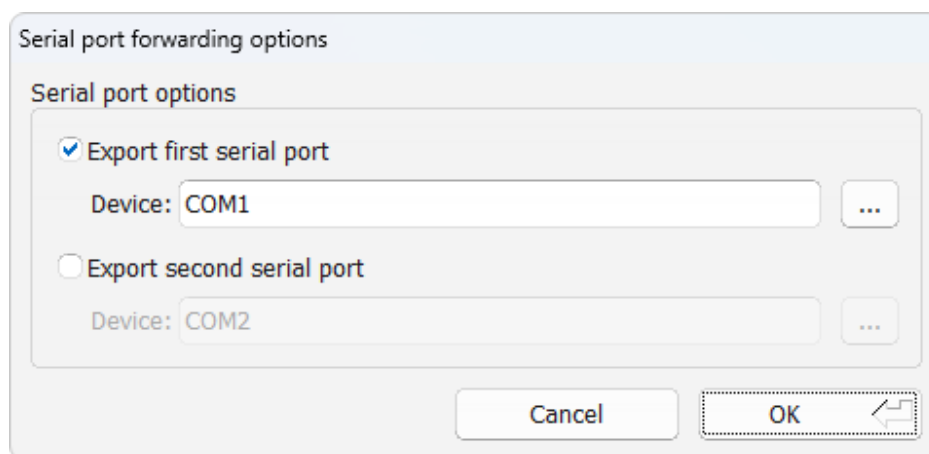 Serial port forwarding options
Serial port options
Export first serial port
Device: COM1 ...
Export second serial port
Device: COM2 ...
Cancel OK